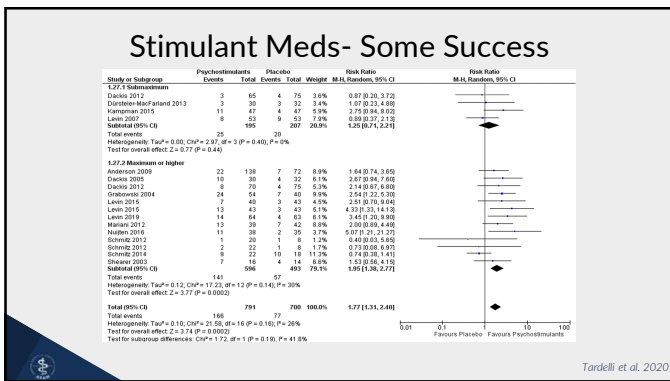 Stimulant Meds- Some Success
Psychostimulants Placebo Risk Ratio Risk Ratio
Study or Subgroup Events Total Events Total Weight M-H, Random, 95% CI M-H, Random, 95% CI
1.27.1 Submaximum
Dackis 2012 3 65 4 75 3.6% 0.87 [0.20, 3.72]
Dürsteler-MacFarland 2013 3 30 3 32 3.4% 1.07 [0.23, 4.88]
Kampman 2015 11 47 4 47 5.9% 2.75 [0.94, 8.02]
Levin 2007 8 53 9 53 8.0% 0.89 [0.37, 2.13]
Subtotal (95% CI) 195 207 20.9% 1.25 [0.71, 2.21]
Total events 25 20
Heterogeneity: Tau² = 0.00; Chi² = 2.97, df = 3 (P = 0.40); I² = 0%
Test for overall effect: Z = 0.77 (P = 0.44)
1.27.2 Maximum or higher
Anderson 2009 22 138 7 72 8.9% 1.64 [0.74, 3.65]
Dackis 2005 10 30 4 32 6.1% 2.67 [0.94, 7.60]
Dackis 2012 8 70 4 75 5.3% 2.14 [0.67, 6.80]
Grabowski 2004 24 54 7 40 10.1% 2.54 [1.22, 5.30]
Levin 2015 7 40 3 43 4.5% 2.51 [0.70, 9.04]
Levin 2015 13 43 3 43 5.1% 4.33 [1.33, 14.13]
Levin 2019 14 64 4 63 6.1% 3.45 [1.20, 9.90]
Mariani 2012 13 39 7 42 8.9% 2.00 [0.89, 4.49]
Nuijten 2016 11 38 2 35 3.7% 5.07 [1.21, 21.27]
Schmitz 2012 1 20 1 8 1.2% 0.40 [0.03, 5.65]
Schmitz 2012 2 22 1 8 1.6% 0.73 [0.08, 6.97]
Schmitz 2014 9 22 10 18 11.3% 0.74 [0.38, 1.41]
Shearer 2003 7 16 4 14 6.5% 1.53 [0.56, 4.15]
Subtotal (95% CI) 596 493 79.1% 1.95 [1.38, 2.77]
Total events 141 57
Heterogeneity: Tau² = 0.12; Chi² = 17.23, df = 12 (P = 0.14); I² = 30%
Test for overall effect: Z = 3.77 (P = 0.0002)
Total (95% CI) 791 700 100.0% 1.77 [1.31, 2.40]
Total events 166 77
Heterogeneity: Tau² = 0.10; Chi² = 21.58, df = 16 (P = 0.16); I² = 26%
Test for overall effect: Z = 3.74 (P = 0.0002)
Test for subgroup differences: Chi² = 1.72, df = 1 (P = 0.19), I² = 41.8%
0.01 0.1 1 10 100
Favours Placebo Favours Psychostimulants
Tardelli et al. 2020